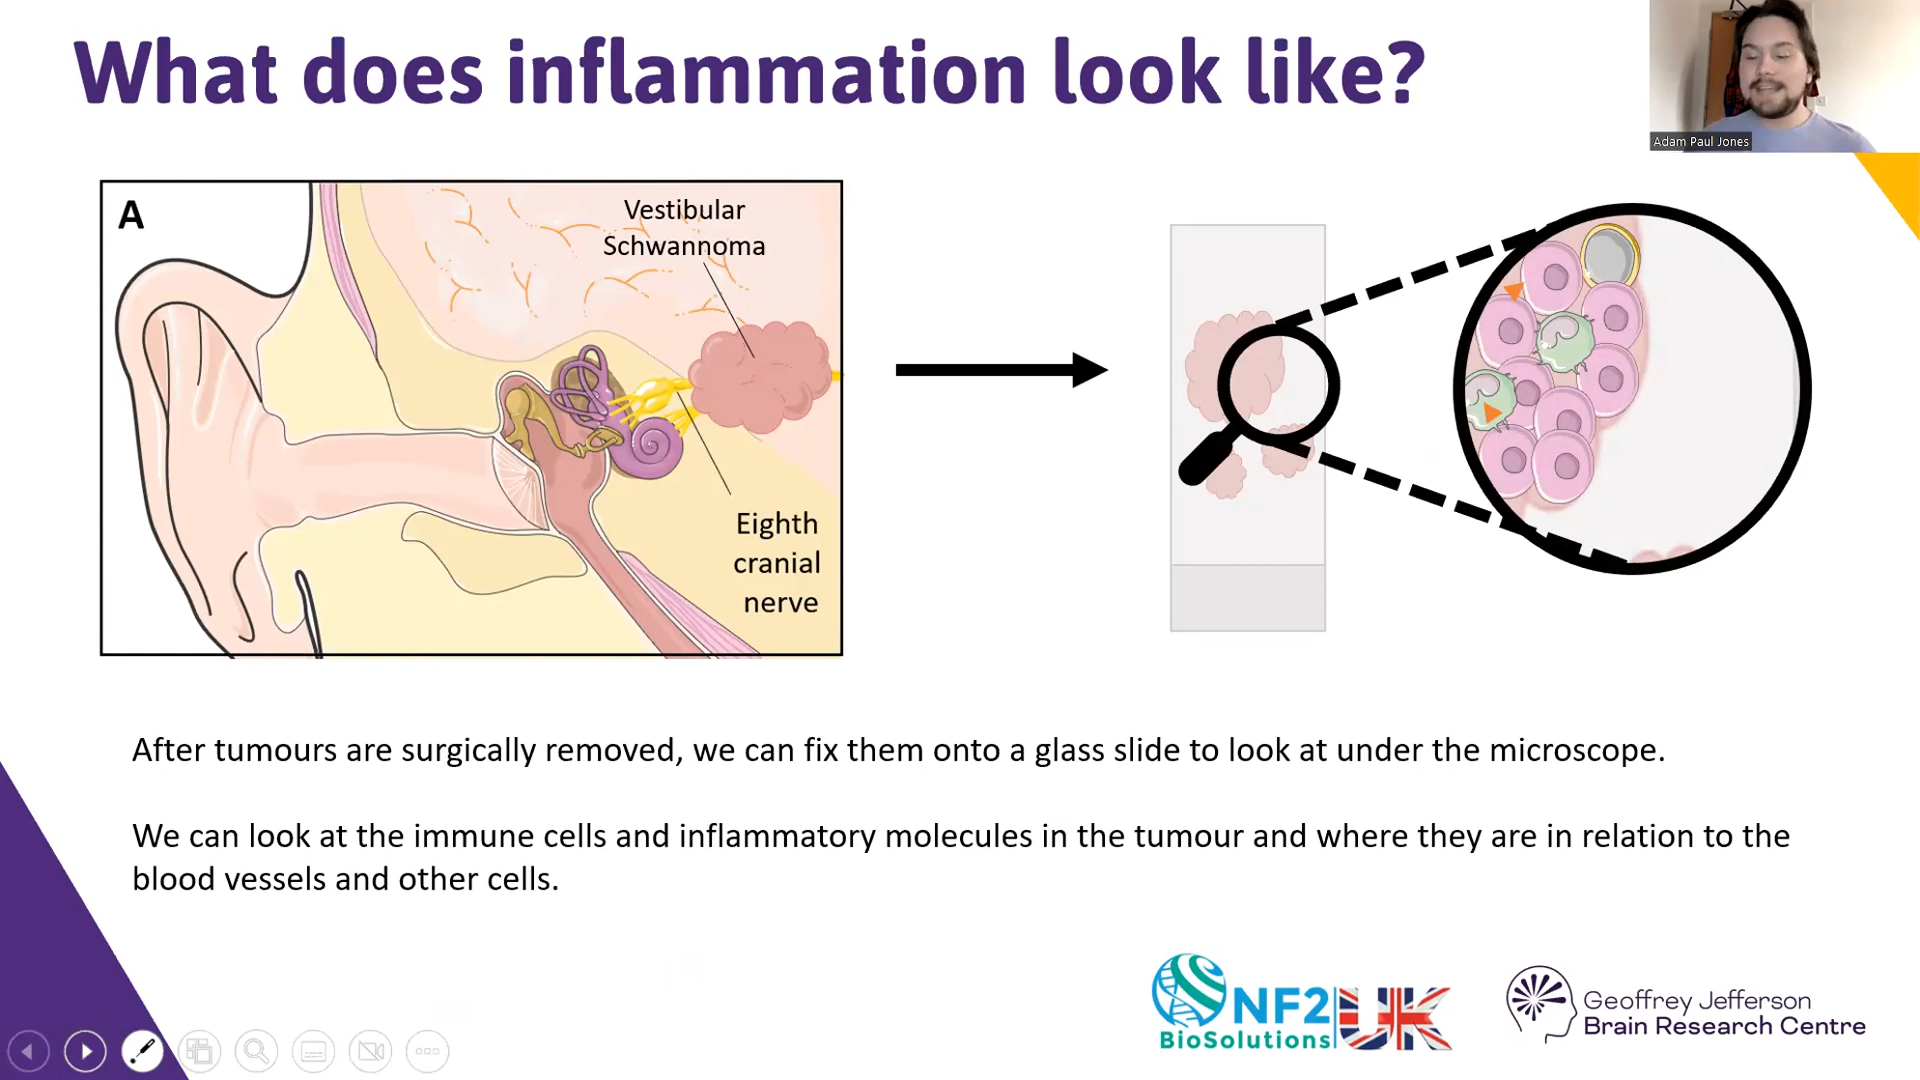 What does inflammation look like?
Adam Paul Jones
A
Vestibular
Schwannoma
Eighth
cranial
nerve
After tumours are surgically removed, we can fix them onto a glass slide to look at under the microscope.
We can look at the immune cells and inflammatory molecules in the tumour and where they are in relation to the
blood vessels and other cells.
NF2
BioSolutions
UK
Geoffrey Jefferson
Brain Research Centre